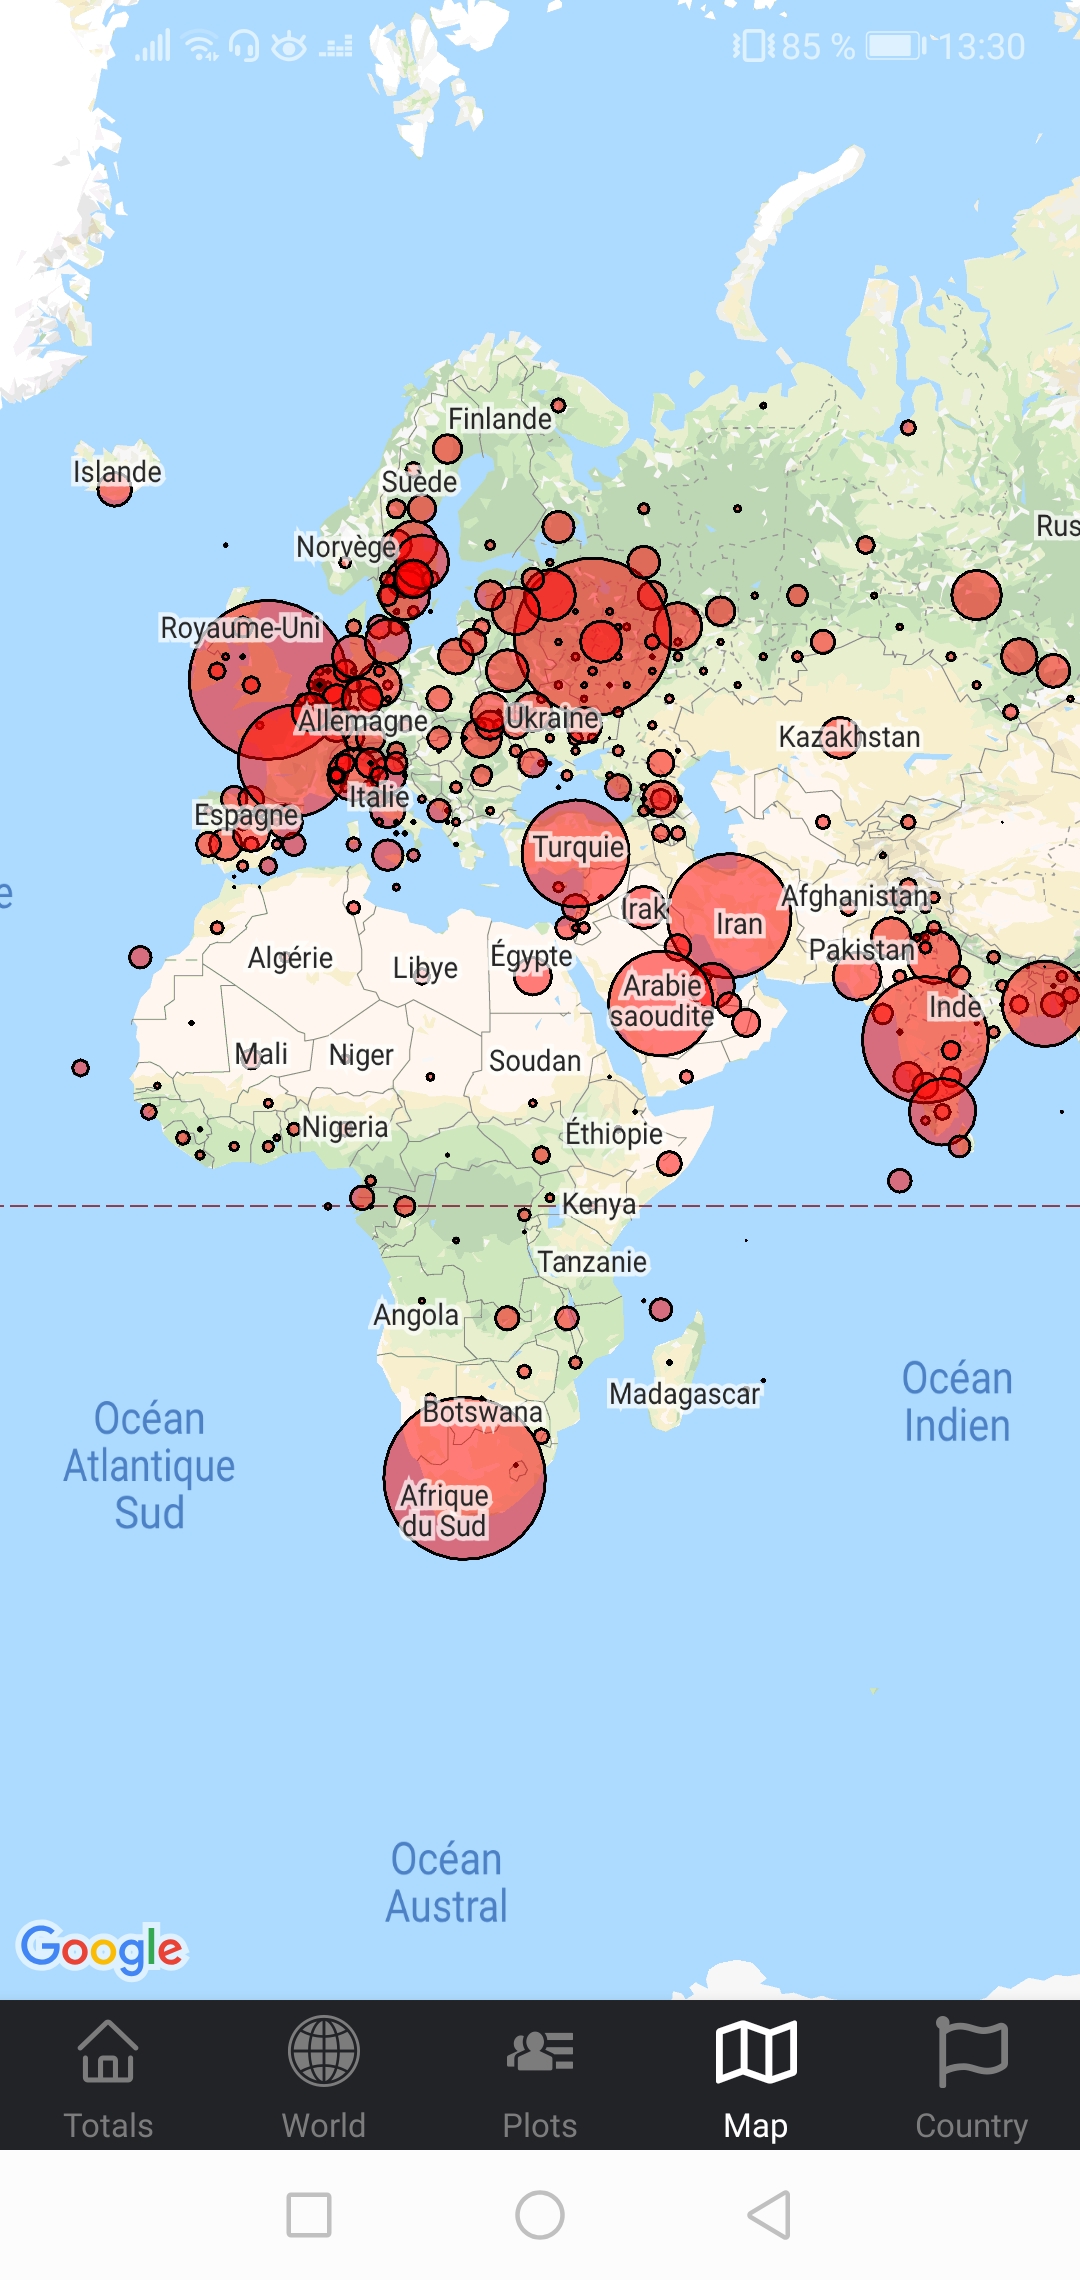 85 % 13:30
Finlande
Islande
Suède
Norvège
Rus
Royaume-Uni
Allemagne
Ukraine
Kazakhstan
Italie
Espagne
Turquie
e
Afghanistan
Irak
Iran
Pakistan
Algérie
Libye
Égypte
Arabie
saoudite
Inde
Mali
Niger
Soudan
Nigeria
Éthiopie
Kenya
Tanzanie
Angola
Madagascar
Botswana
Océan
Indien
Océan
Atlantique
Sud
Afrique
du Sud
Océan
Austral
Google
Totals
World
Plots
Map
Country